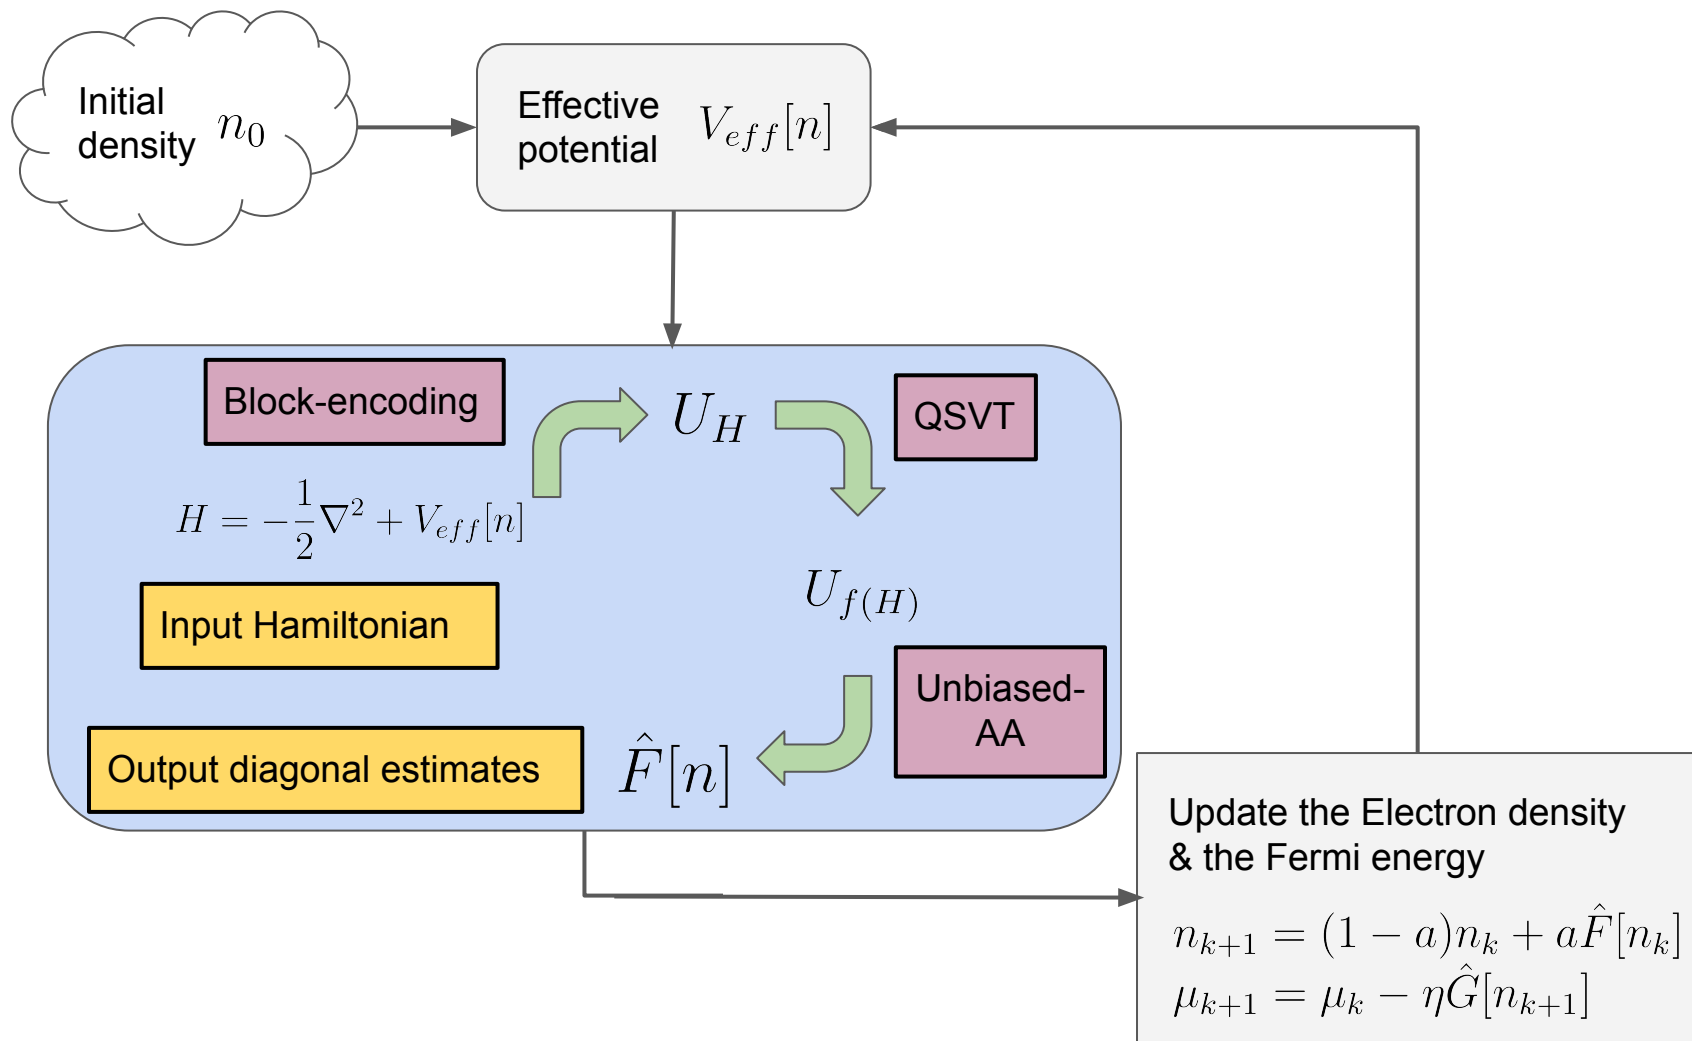 Initial
density $n_0$
Effective
potential $V_{eff}[n]$
Block-encoding
$U_H$
QSVT
$H = -\frac{1}{2}\nabla^2 + V_{eff}[n]$
$U_{f(H)}$
Input Hamiltonian
Unbiased-
AA
Output diagonal estimates
$\hat{F}[n]$
Update the Electron density
& the Fermi energy
$n_{k+1} = (1-a)n_k + a\hat{F}[n_k]$
$\mu_{k+1} = \mu_k - \eta\hat{G}[n_{k+1}]$